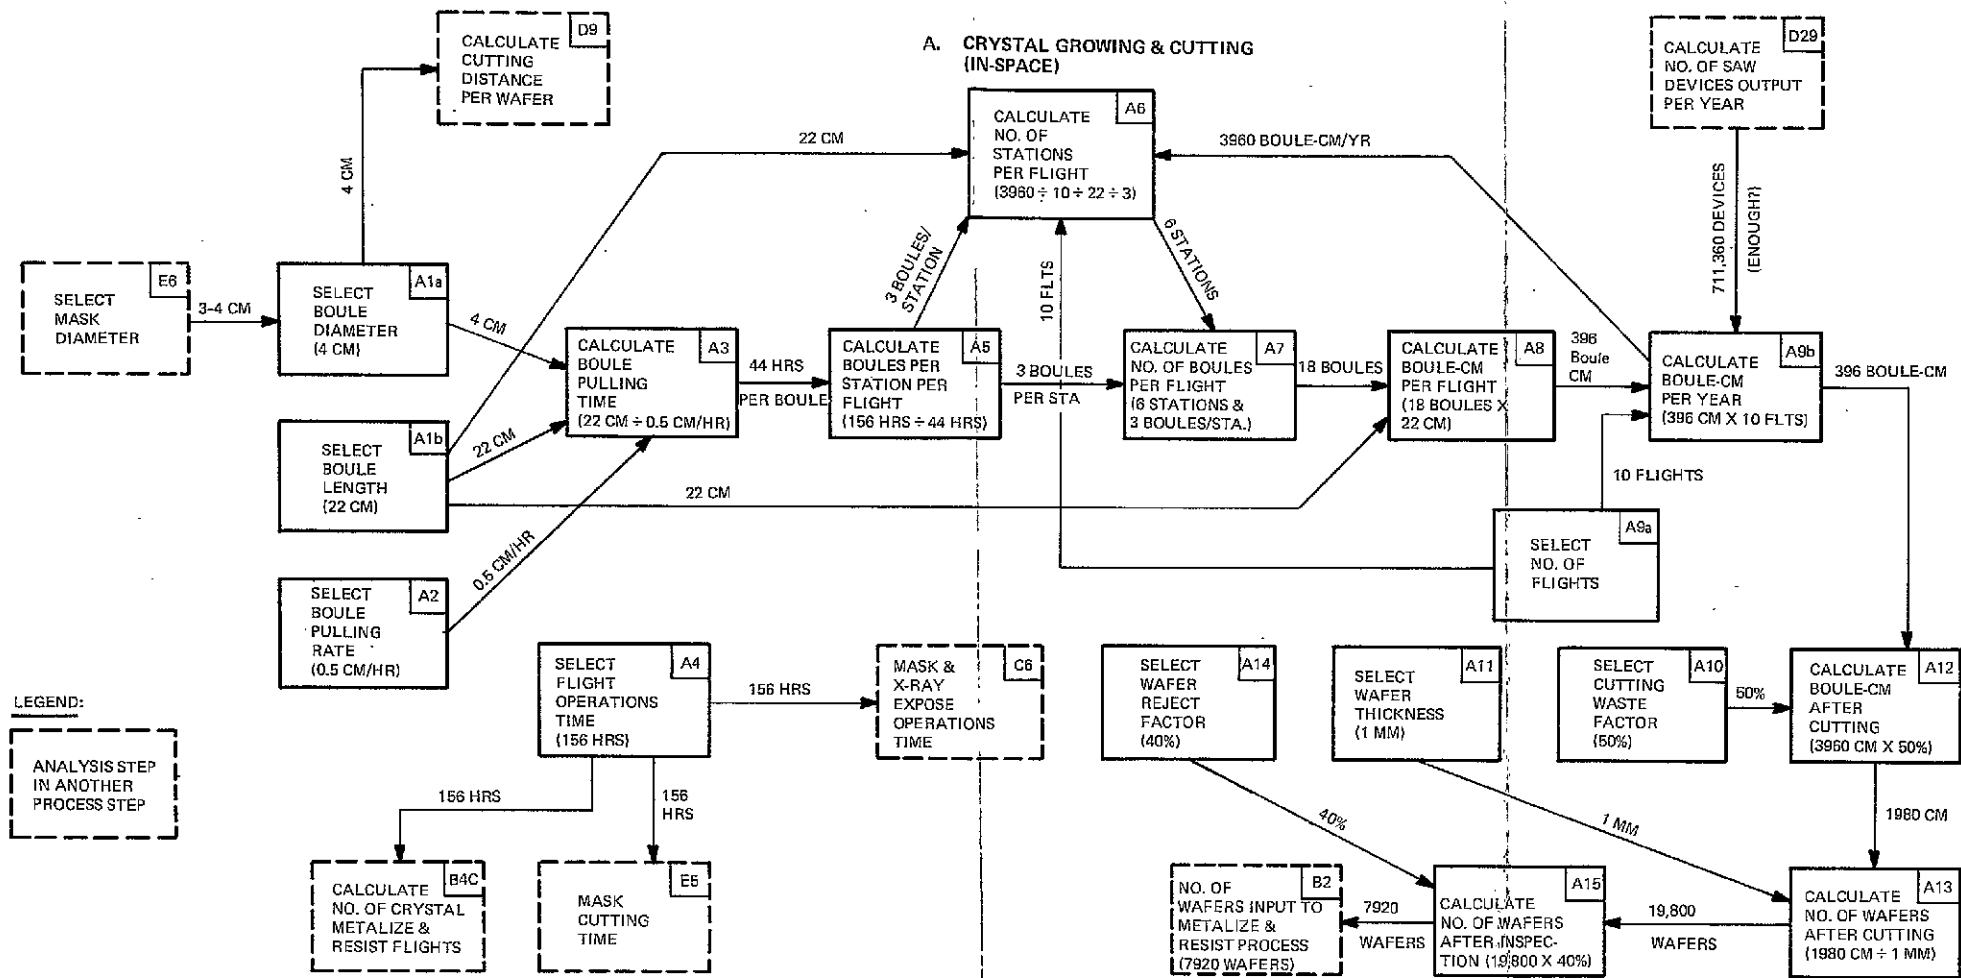 A. CRYSTAL GROWING & CUTTING
(IN-SPACE)
D9
CALCULATE
CUTTING
DISTANCE
PER WAFER
D29
CALCULATE
NO. OF SAW
DEVICES OUTPUT
PER YEAR
A6
CALCULATE
NO. OF
STATIONS
PER FLIGHT
(3960 ÷ 10 ÷ 22 ÷ 3)
22 CM
3960 BOULE-CM/YR
4 CM
711,360 DEVICES
(ENOUGH?)
E6
SELECT
MASK
DIAMETER
3-4 CM
A1a
SELECT
BOULE
DIAMETER
(4 CM)
4 CM
3 BOULES/
STATION
10 FLTS
6 STATIONS
A3
CALCULATE
BOULE
PULLING
TIME
(22 CM ÷ 0.5 CM/HR)
44 HRS
PER BOULE
A5
CALCULATE
BOULES PER
STATION PER
FLIGHT
(156 HRS ÷ 44 HRS)
3 BOULES
PER STA
A7
CALCULATE
NO. OF BOULES
PER FLIGHT
(6 STATIONS &
3 BOULES/STA.)
18 BOULES
A8
CALCULATE
BOULE-CM
PER FLIGHT
(18 BOULES X
22 CM)
396
Boule
CM
A9b
CALCULATE
BOULE-CM
PER YEAR
(396 CM X 10 FLTS)
396 BOULE-CM
A1b
SELECT
BOULE
LENGTH
(22 CM)
22 CM
22 CM
10 FLIGHTS
A9a
SELECT
NO. OF
FLIGHTS
0.5 CM/HR
A2
SELECT
BOULE
PULLING
RATE
(0.5 CM/HR)
A4
SELECT
FLIGHT
OPERATIONS
TIME
(156 HRS)
156 HRS
C6
MASK &
X-RAY
EXPOSE
OPERATIONS
TIME
A14
SELECT
WAFER
REJECT
FACTOR
(40%)
A11
SELECT
WAFER
THICKNESS
(1 MM)
A10
SELECT
CUTTING
WASTE
FACTOR
(50%)
50%
A12
CALCULATE
BOULE-CM
AFTER
CUTTING
(3960 CM X 50%)
LEGEND:
ANALYSIS STEP
IN ANOTHER
PROCESS STEP
156 HRS
156
HRS
40%
1 MM
1980 CM
B4C
CALCULATE
NO. OF CRYSTAL
METALIZE &
RESIST FLIGHTS
E5
MASK
CUTTING
TIME
B2
NO. OF
WAFERS INPUT TO
METALIZE &
RESIST PROCESS
(7920 WAFERS)
7920
WAFERS
A15
CALCULATE
NO. OF WAFERS
AFTER INSPEC-
TION (19,800 X 40%)
19,800
WAFERS
A13
CALCULATE
NO. OF WAFERS
AFTER CUTTING
(1980 CM ÷ 1 MM)